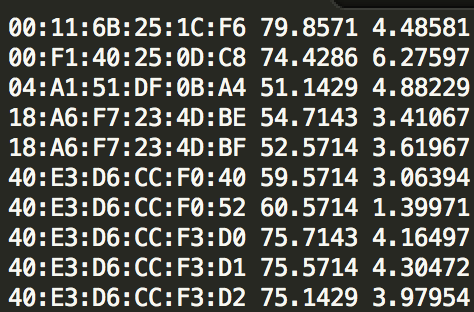 00:11:6B:25:1C:F6 79.8571 4.48581
00:F1:40:25:0D:C8 74.4286 6.27597
04:A1:51:DF:0B:A4 51.1429 4.88229
18:A6:F7:23:4D:BE 54.7143 3.41067
18:A6:F7:23:4D:BF 52.5714 3.61967
40:E3:D6:CC:F0:40 59.5714 3.06394
40:E3:D6:CC:F0:52 60.5714 1.39971
40:E3:D6:CC:F3:D0 75.7143 4.16497
40:E3:D6:CC:F3:D1 75.5714 4.30472
40:E3:D6:CC:F3:D2 75.1429 3.97954